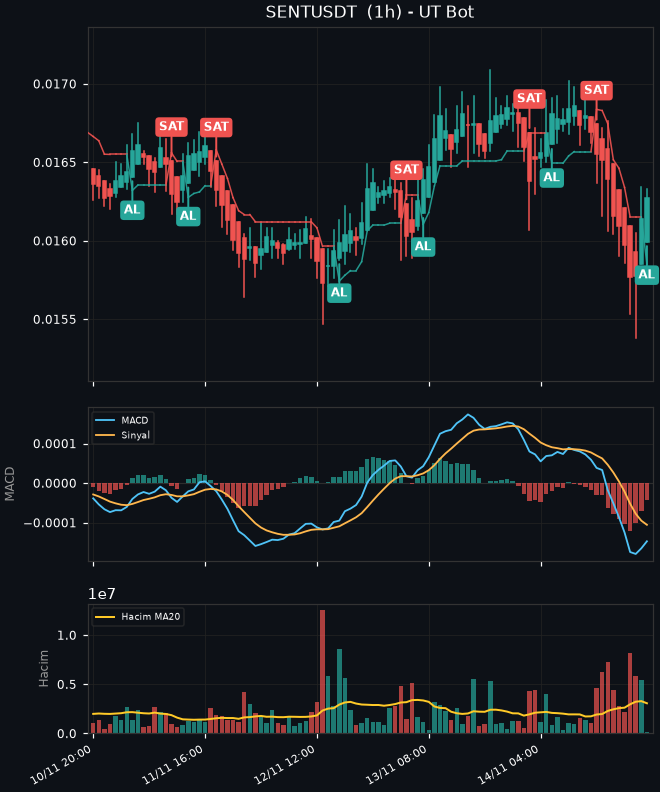 SENTUSDT  (1h) - UT Bot
0.0170
0.0165
0.0160
0.0155
SAT
SAT
AL
AL
SAT
AL
AL
SAT
SAT
AL
AL
MACD
0.0001
0.0000
−0.0001
MACD
Sinyal
1e7
Hacim
1.0
0.5
0.0
Hacim MA20
10/11 20:00
11/11 16:00
12/11 12:00
13/11 08:00
14/11 04:00